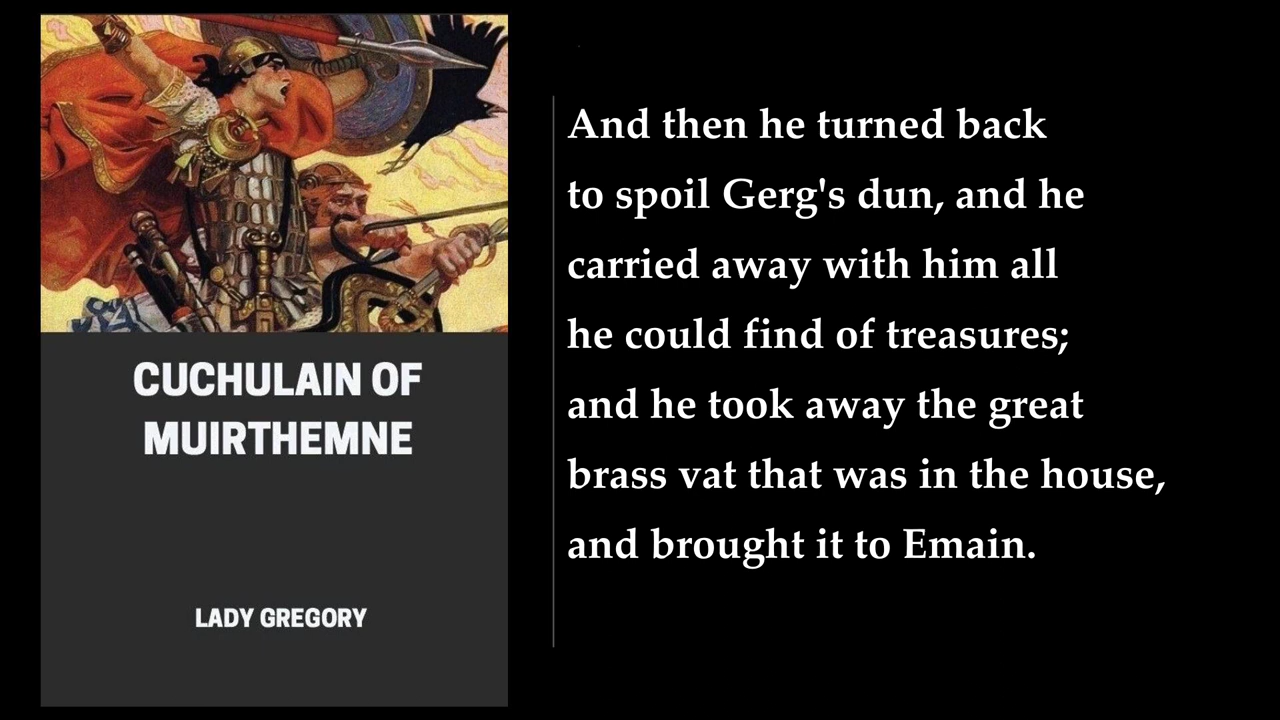 CUCHULAIN OF
MUIRTHEMNE
LADY GREGORY
And then he turned back
to spoil Gerg's dun, and he
carried away with him all
he could find of treasures;
and he took away the great
brass vat that was in the house,
and brought it to Emain.